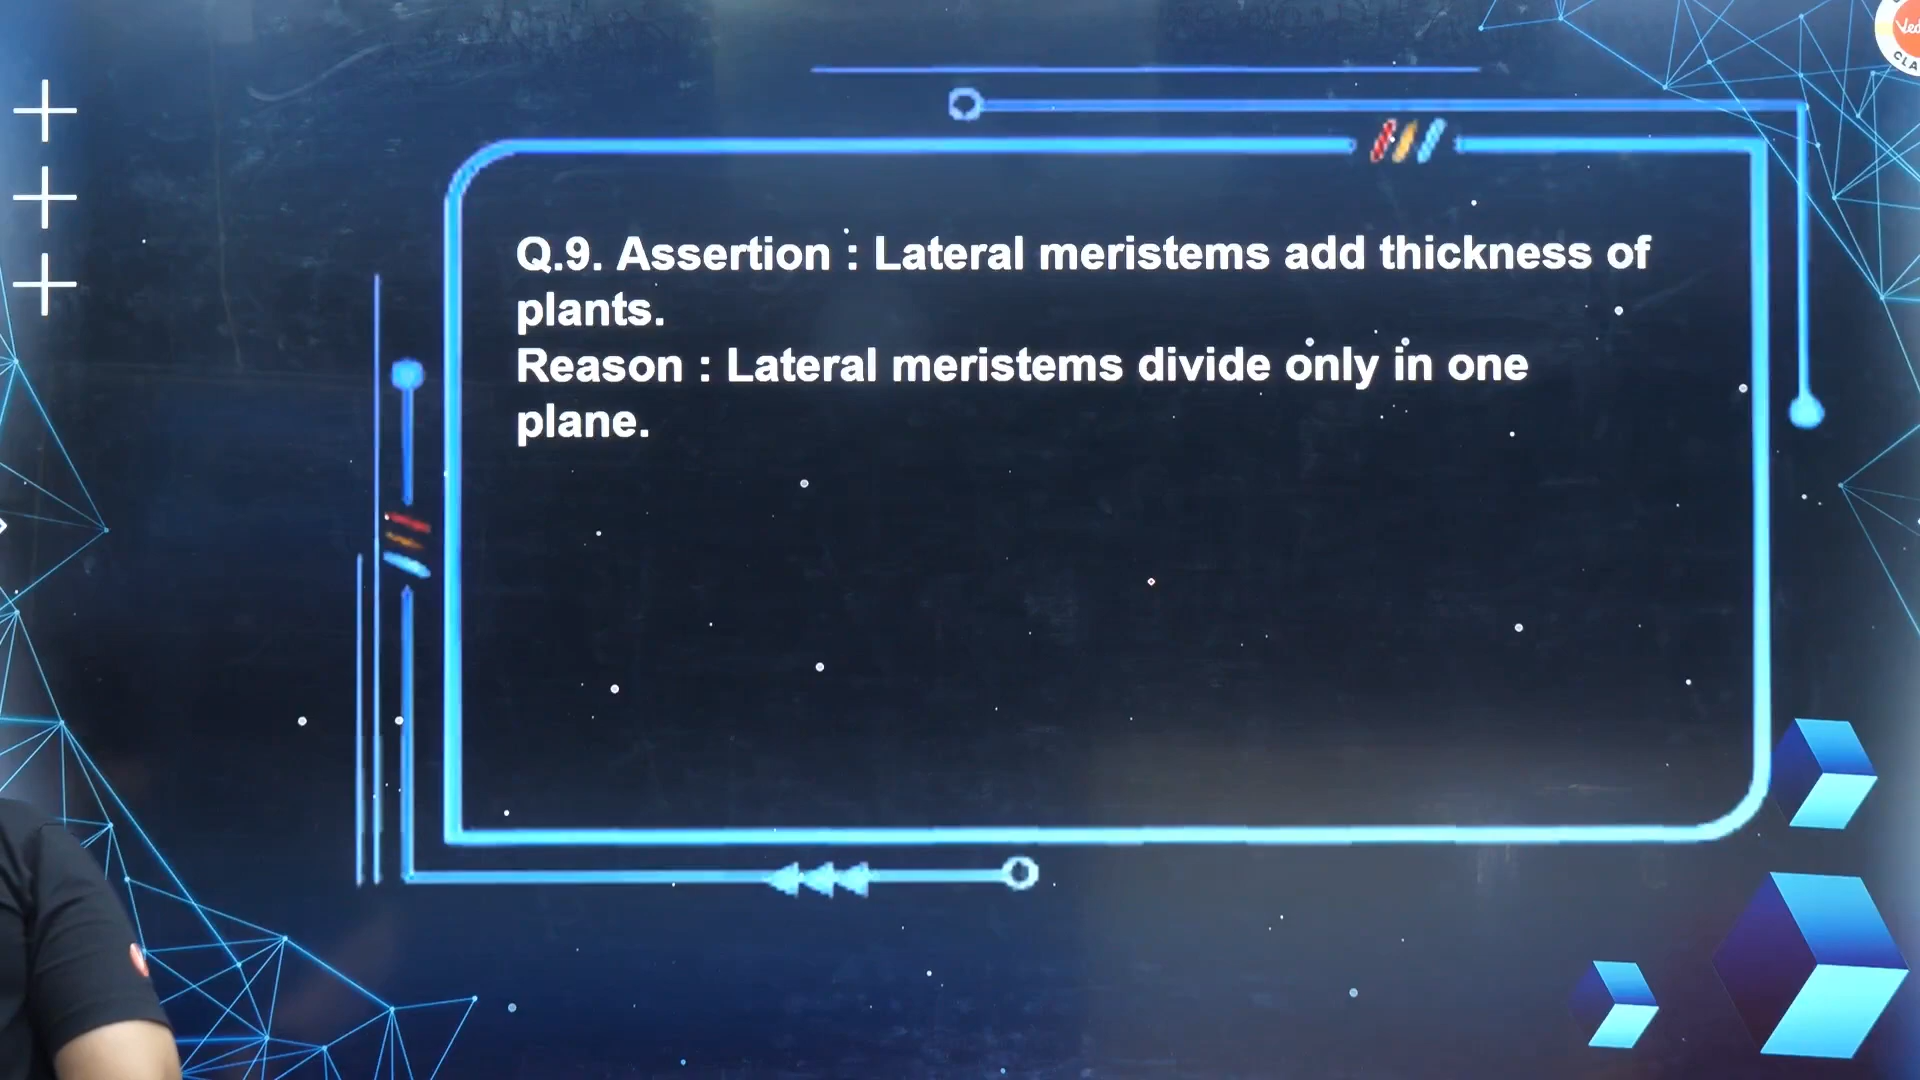 Q.9. Assertion : Lateral meristems add thickness of
plants.
Reason : Lateral meristems divide only in one
plane.